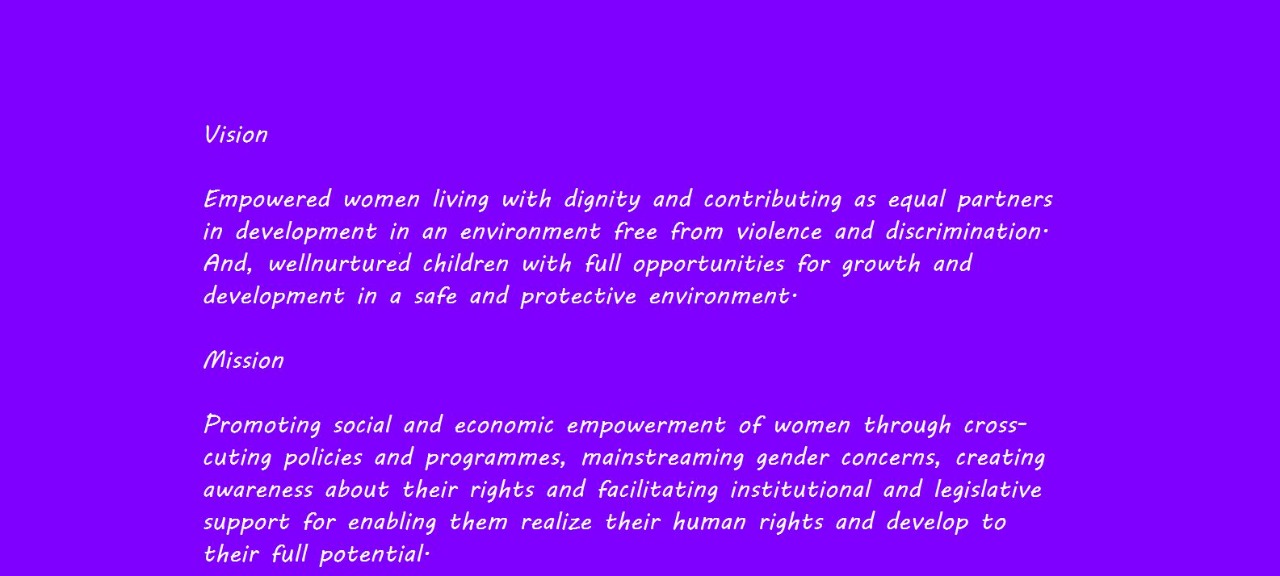 Vision
Empowered women living with dignity and contributing as equal partners
in development in an environment free from violence and discrimination.
And, wellnurtured children with full opportunities for growth and
development in a safe and protective environment.
Mission
Promoting social and economic empowerment of women through cross-
cuting policies and programmes, mainstreaming gender concerns, creating
awareness about their rights and facilitating institutional and legislative
support for enabling them realize their human rights and develop to
their full potential.